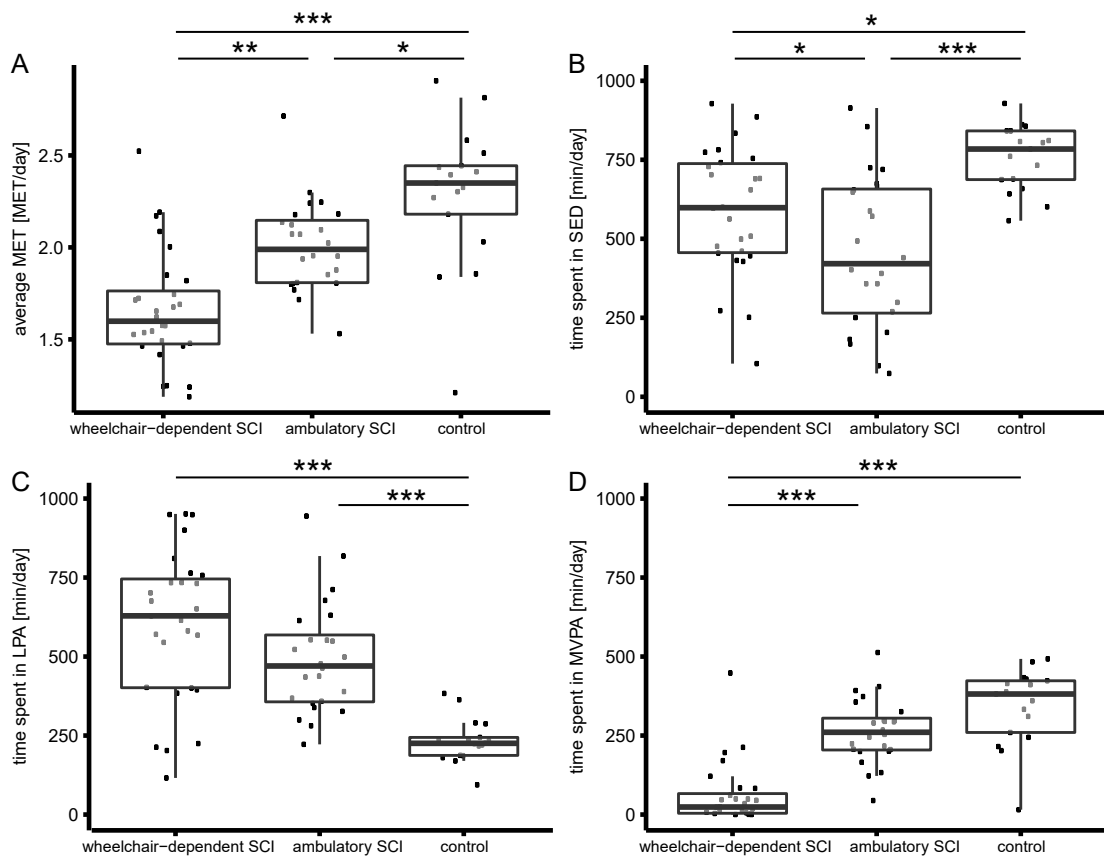 ***
*
** *
* ***
A
B
average MET [MET/day]
2.5
2.0
1.5
wheelchair-dependent SCI ambulatory SCI control
time spent in SED [min/day]
1000
750
500
250
0
wheelchair-dependent SCI ambulatory SCI control
C
***
***
time spent in LPA [min/day]
1000
750
500
250
0
wheelchair-dependent SCI ambulatory SCI control
D
***
***
time spent in MVPA [min/day]
1000
750
500
250
0
wheelchair-dependent SCI ambulatory SCI control